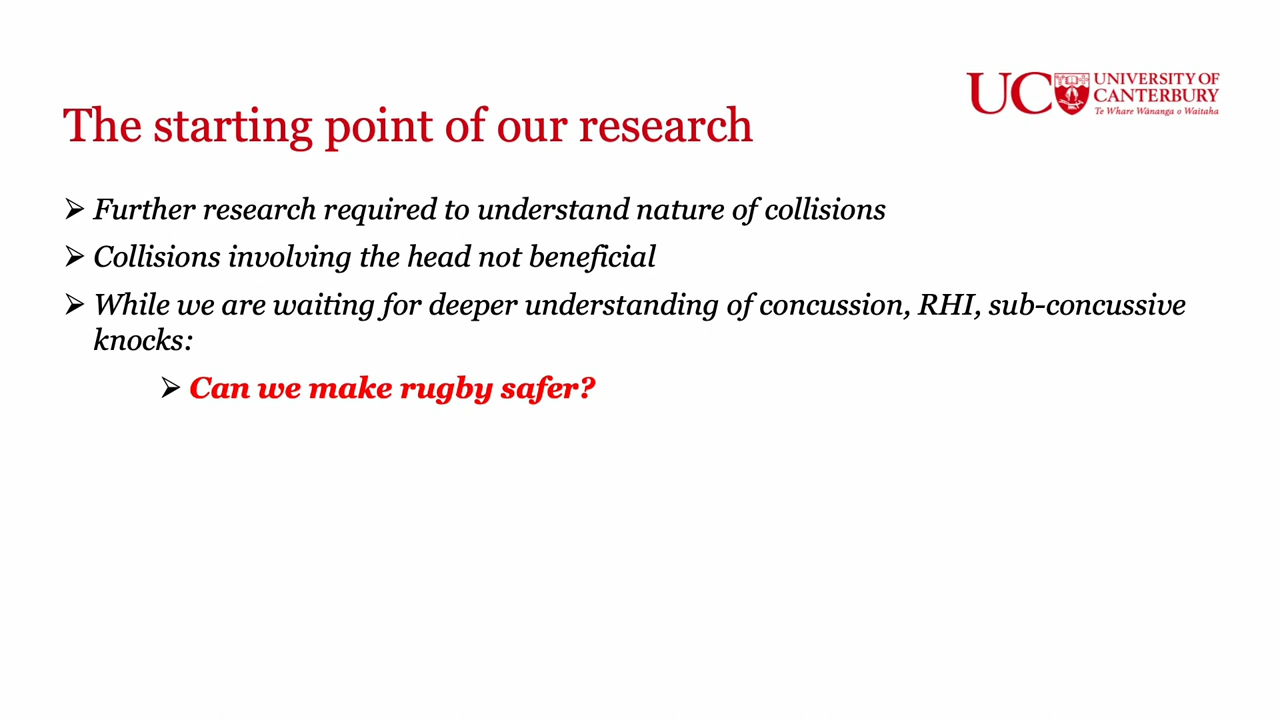 UC UNIVERSITY OF
CANTERBURY
Te Whare Wānanga o Waitaha
The starting point of our research
➢ Further research required to understand nature of collisions
➢ Collisions involving the head not beneficial
➢ While we are waiting for deeper understanding of concussion, RHI, sub-concussive
knocks:
➢ Can we make rugby safer?